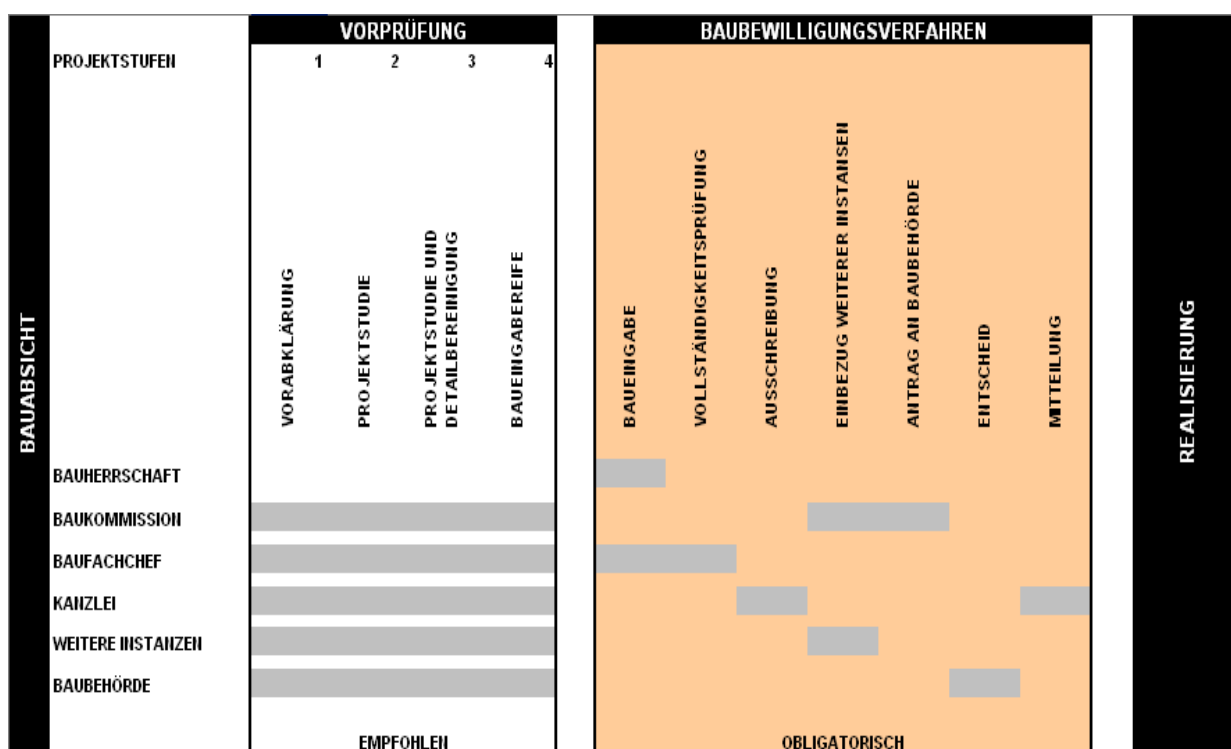 VORPRÜFUNG
BAUBEWILLIGUNGSVERFAHREN
PROJEKTSTUFEN
1 2 3 4
BAUABSICHT
VORABKLÄRUNG
PROJEKTSTUDIE
PROJEKTSTUDIE UND
DETAILBEREINIGUNG
BAUEINGABEREIFE
BAUEINGABE
VOLLSTÄNDIGKEITSPRÜFUNG
AUSSCHREIBUNG
EINBEZUG WEITERER INSTANSEN
ANTRAG AN BAUBEHÖRDE
ENTSCHEID
MITTEILUNG
REALISIERUNG
BAUHERRSCHAFT
BAUKOMMISSION
BAUFACHCHEF
KANZLEI
WEITERE INSTANZEN
BAUBEHÖRDE
EMPFOHLEN
OBLIGATORISCH